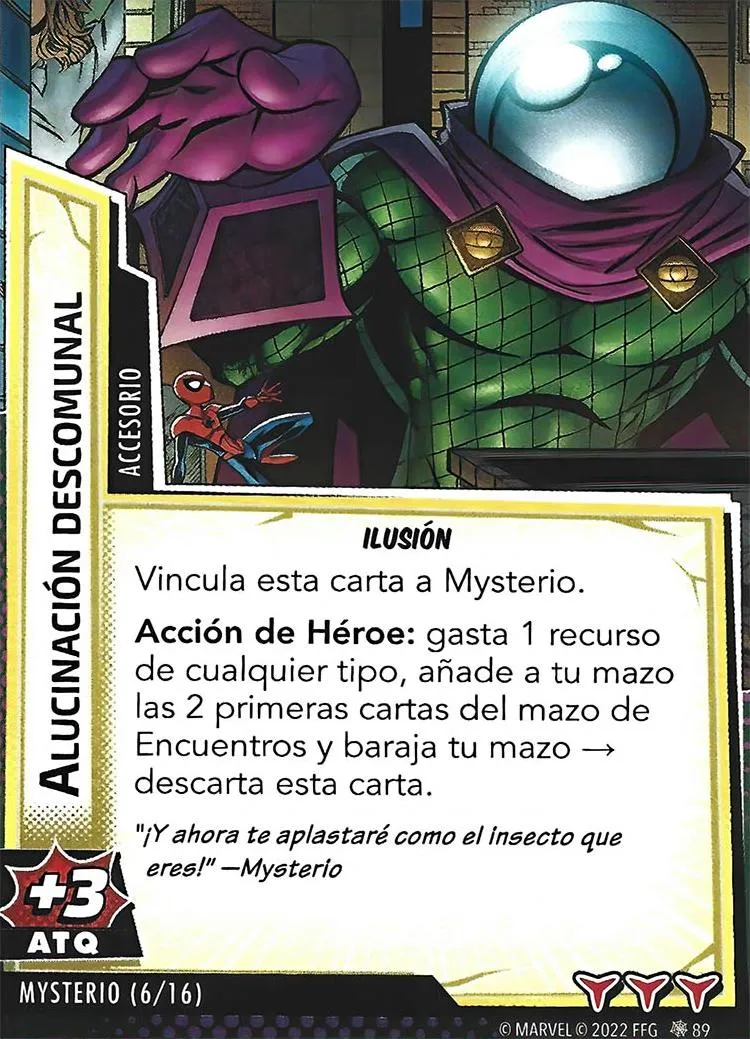 ALUCINACIÓN DESCOMUNAL
ACCESORIO
ILUSIÓN
Vincula esta carta a Mysterio.
Acción de Héroe: gasta 1 recurso
de cualquier tipo, añade a tu mazo
las 2 primeras cartas del mazo de
Encuentros y baraja tu mazo →
descarta esta carta.
"¡Y ahora te aplastaré como el insecto que
eres!" —Mysterio
+3
ATQ
MYSTERIO (6/16)
© MARVEL © 2022 FFG 89